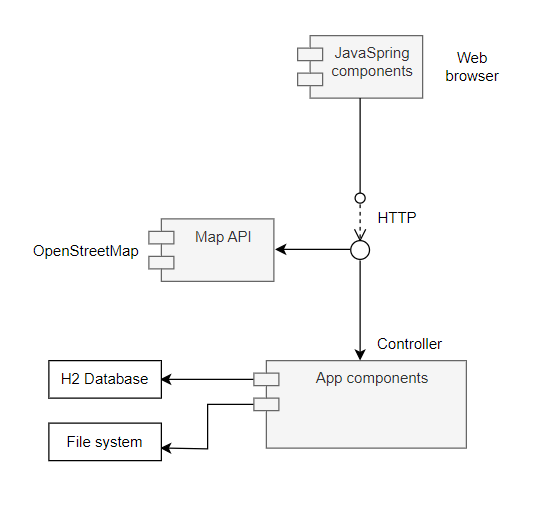 JavaSpring
components
Web
browser
HTTP
Map API
OpenStreetMap
Controller
App components
H2 Database
File system